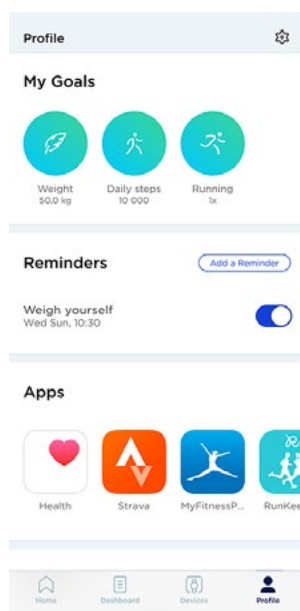 Profile
My Goals
Weight
50.0 kg
Daily steps
10 000
Running
1x
Reminders
Add a Reminder
Weigh yourself
Wed Sun, 10:30
Apps
Health
Strava
MyFitnessP...
RunKee
Home
Dashboard
Devices
Profile